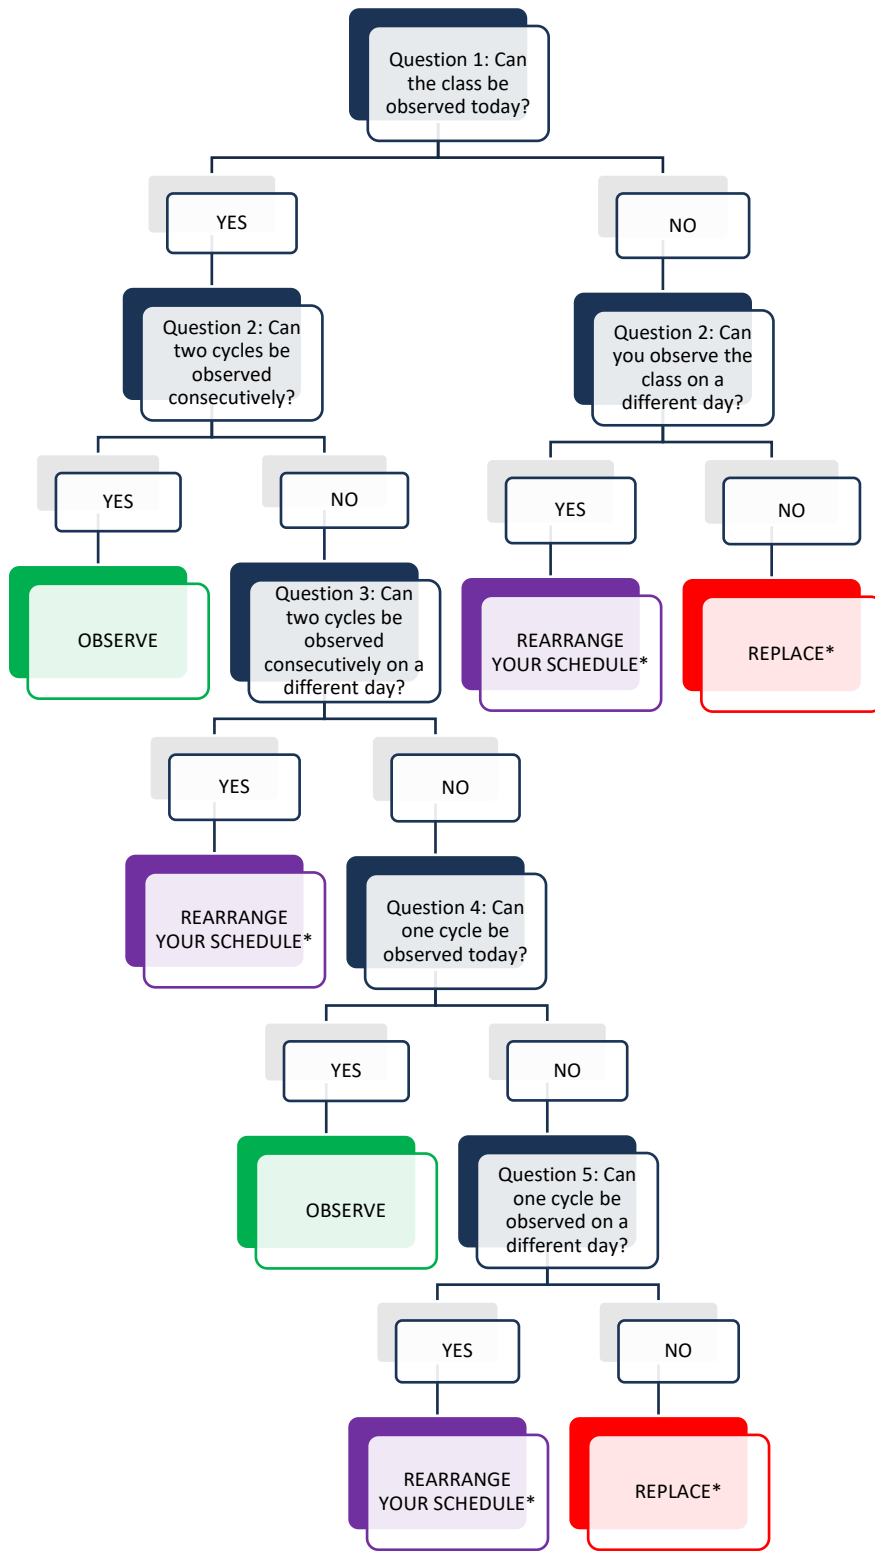 Question 1: Can
the class be
observed today?
YES
NO
Question 2: Can
two cycles be
observed
consecutively?
Question 2: Can
you observe the
class on a
different day?
YES
NO
YES
NO
OBSERVE
Question 3: Can
two cycles be
observed
consecutively on a
different day?
REARRANGE
YOUR SCHEDULE*
REPLACE*
YES
NO
REARRANGE
YOUR SCHEDULE*
Question 4: Can
one cycle be
observed today?
YES
NO
OBSERVE
Question 5: Can
one cycle be
observed on a
different day?
YES
NO
REARRANGE
YOUR SCHEDULE*
REPLACE*